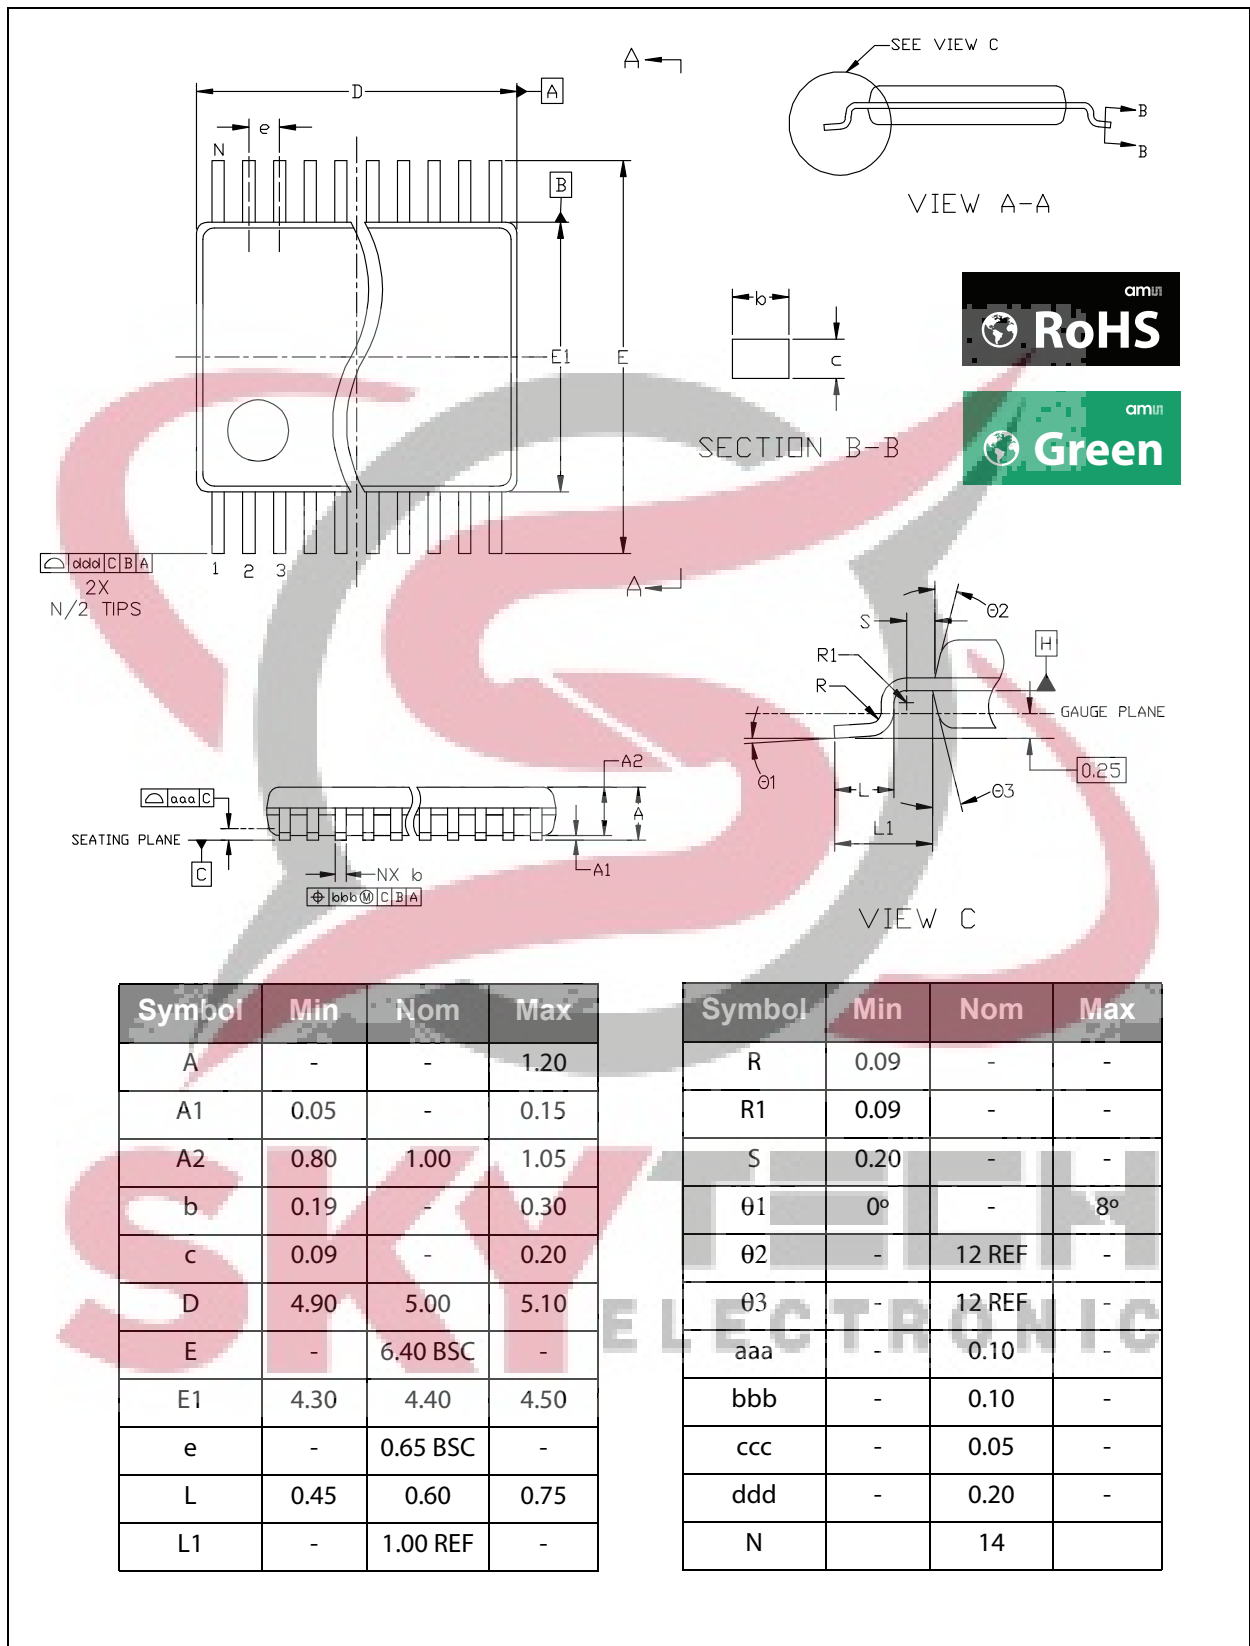 A
SEE VIEW C
D
A
e
N
B
B
B
VIEW A-A
b
c
E1
E
SECTION B-B
am
RoHS
am
Green
ddd C B A
1 2 3
2X
N/2 TIPS
A
S
Θ2
R1
H
R
GAUGE PLANE
0.25
Θ1
L
Θ3
L1
VIEW C
A2
aaa C
A
SEATING PLANE
C
A1
NX b
⌖ bbb Ⓜ C B A
Symbol Min Nom Max
A - - 1.20
A1 0.05 - 0.15
A2 0.80 1.00 1.05
b 0.19 - 0.30
c 0.09 - 0.20
D 4.90 5.00 5.10
E - 6.40 BSC -
E1 4.30 4.40 4.50
e - 0.65 BSC -
L 0.45 0.60 0.75
L1 - 1.00 REF -
Symbol Min Nom Max
R 0.09 - -
R1 0.09 - -
S 0.20 - -
θ1 0º - 8º
θ2 - 12 REF -
θ3 - 12 REF -
aaa - 0.10 -
bbb - 0.10 -
ccc - 0.05 -
ddd - 0.20 -
N 14
SKYTECH
ELECTRONIC